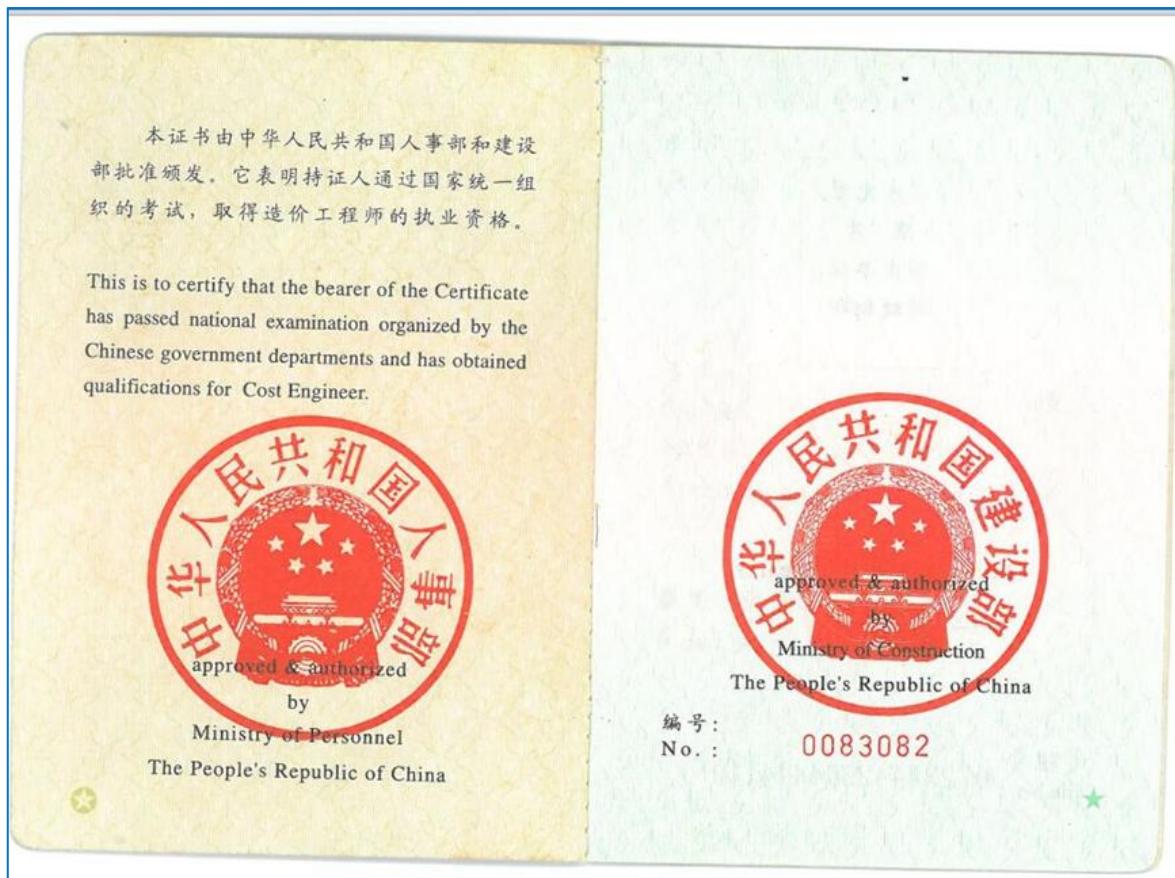 本证书由中华人民共和国人事部和建设
部批准颁发。它表明持证人通过国家统一组
织的考试，取得造价工程师的执业资格。
This is to certify that the bearer of the Certificate
has passed national examination organized by the
Chinese government departments and has obtained
qualifications for Cost Engineer.
中华人民共和国人事部
approved & authorized
by
Ministry of Personnel
The People's Republic of China
中华人民共和国建设部
approved & authorized
by
Ministry of Construction
The People's Republic of China
编号：
No.：
0083082